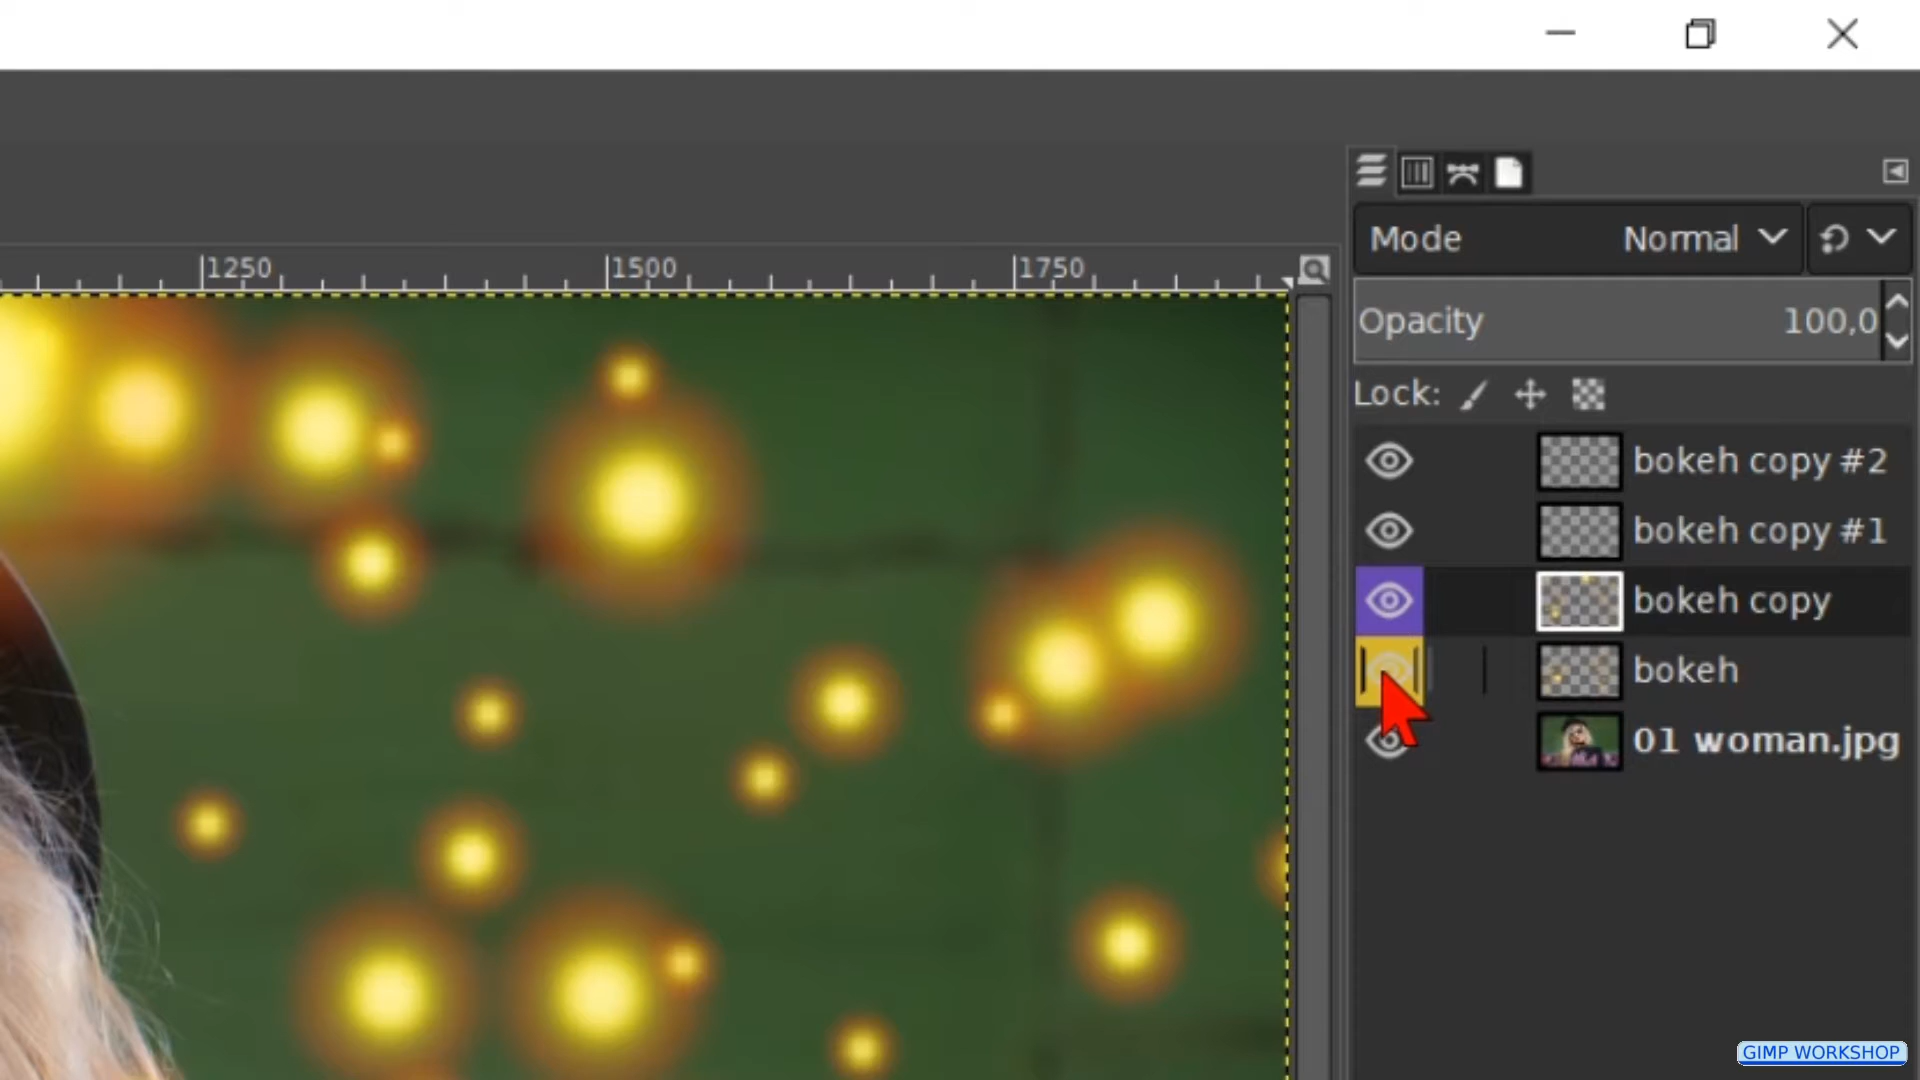 1250 1500 1750
Mode Normal
Opacity 100,0
Lock:
bokeh copy #2
bokeh copy #1
bokeh copy
bokeh
01 woman.jpg
GIMP WORKSHOP